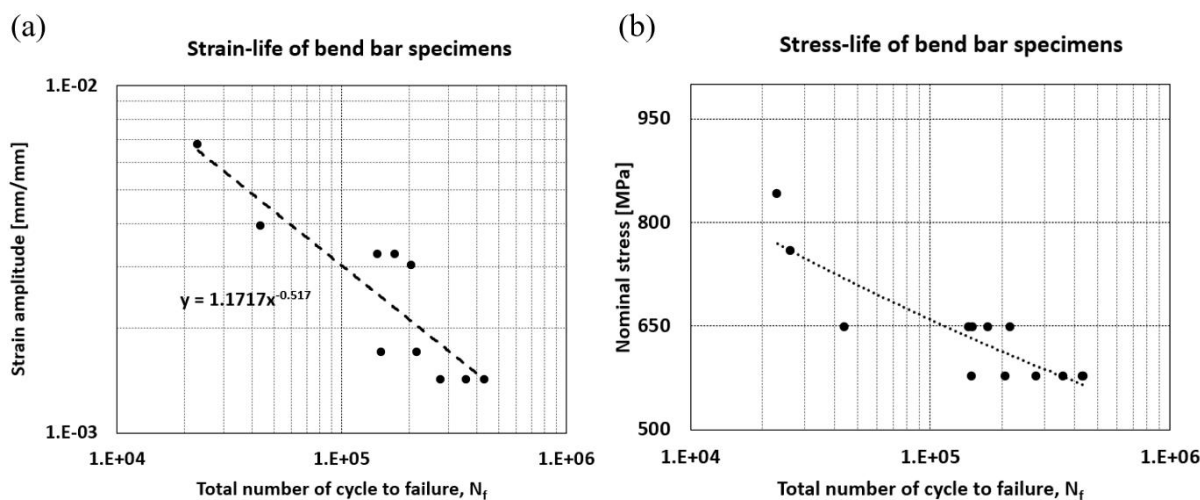 (a)
Strain-life of bend bar specimens
1.E-02
Strain amplitude [mm/mm]
y = 1.1717x^-0.517
1.E-03
1.E+04
1.E+05
1.E+06
Total number of cycle to failure, N_f
(b)
Stress-life of bend bar specimens
950
800
650
500
Nominal stress [MPa]
1.E+04
1.E+05
1.E+06
Total number of cycle to failure, N_f